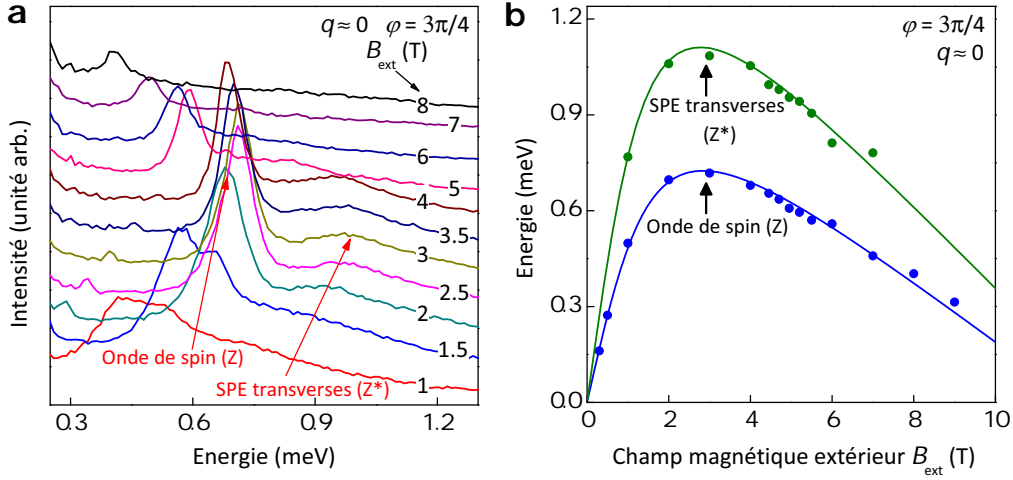 a
q ≈ 0 φ = 3π/4
B_ext (T)
8
7
6
5
4
3.5
3
2.5
2
1.5
1
Onde de spin (Z)
SPE transverses (Z*)
Intensité (unité arb.)
0.3 0.6 0.9 1.2
Energie (meV)
b
φ = 3π/4
q ≈ 0
SPE transverses
(Z*)
Onde de spin (Z)
Energie (meV)
1.2
0.9
0.6
0.3
0.0
0 2 4 6 8 10
Champ magnétique extérieur B_ext (T)